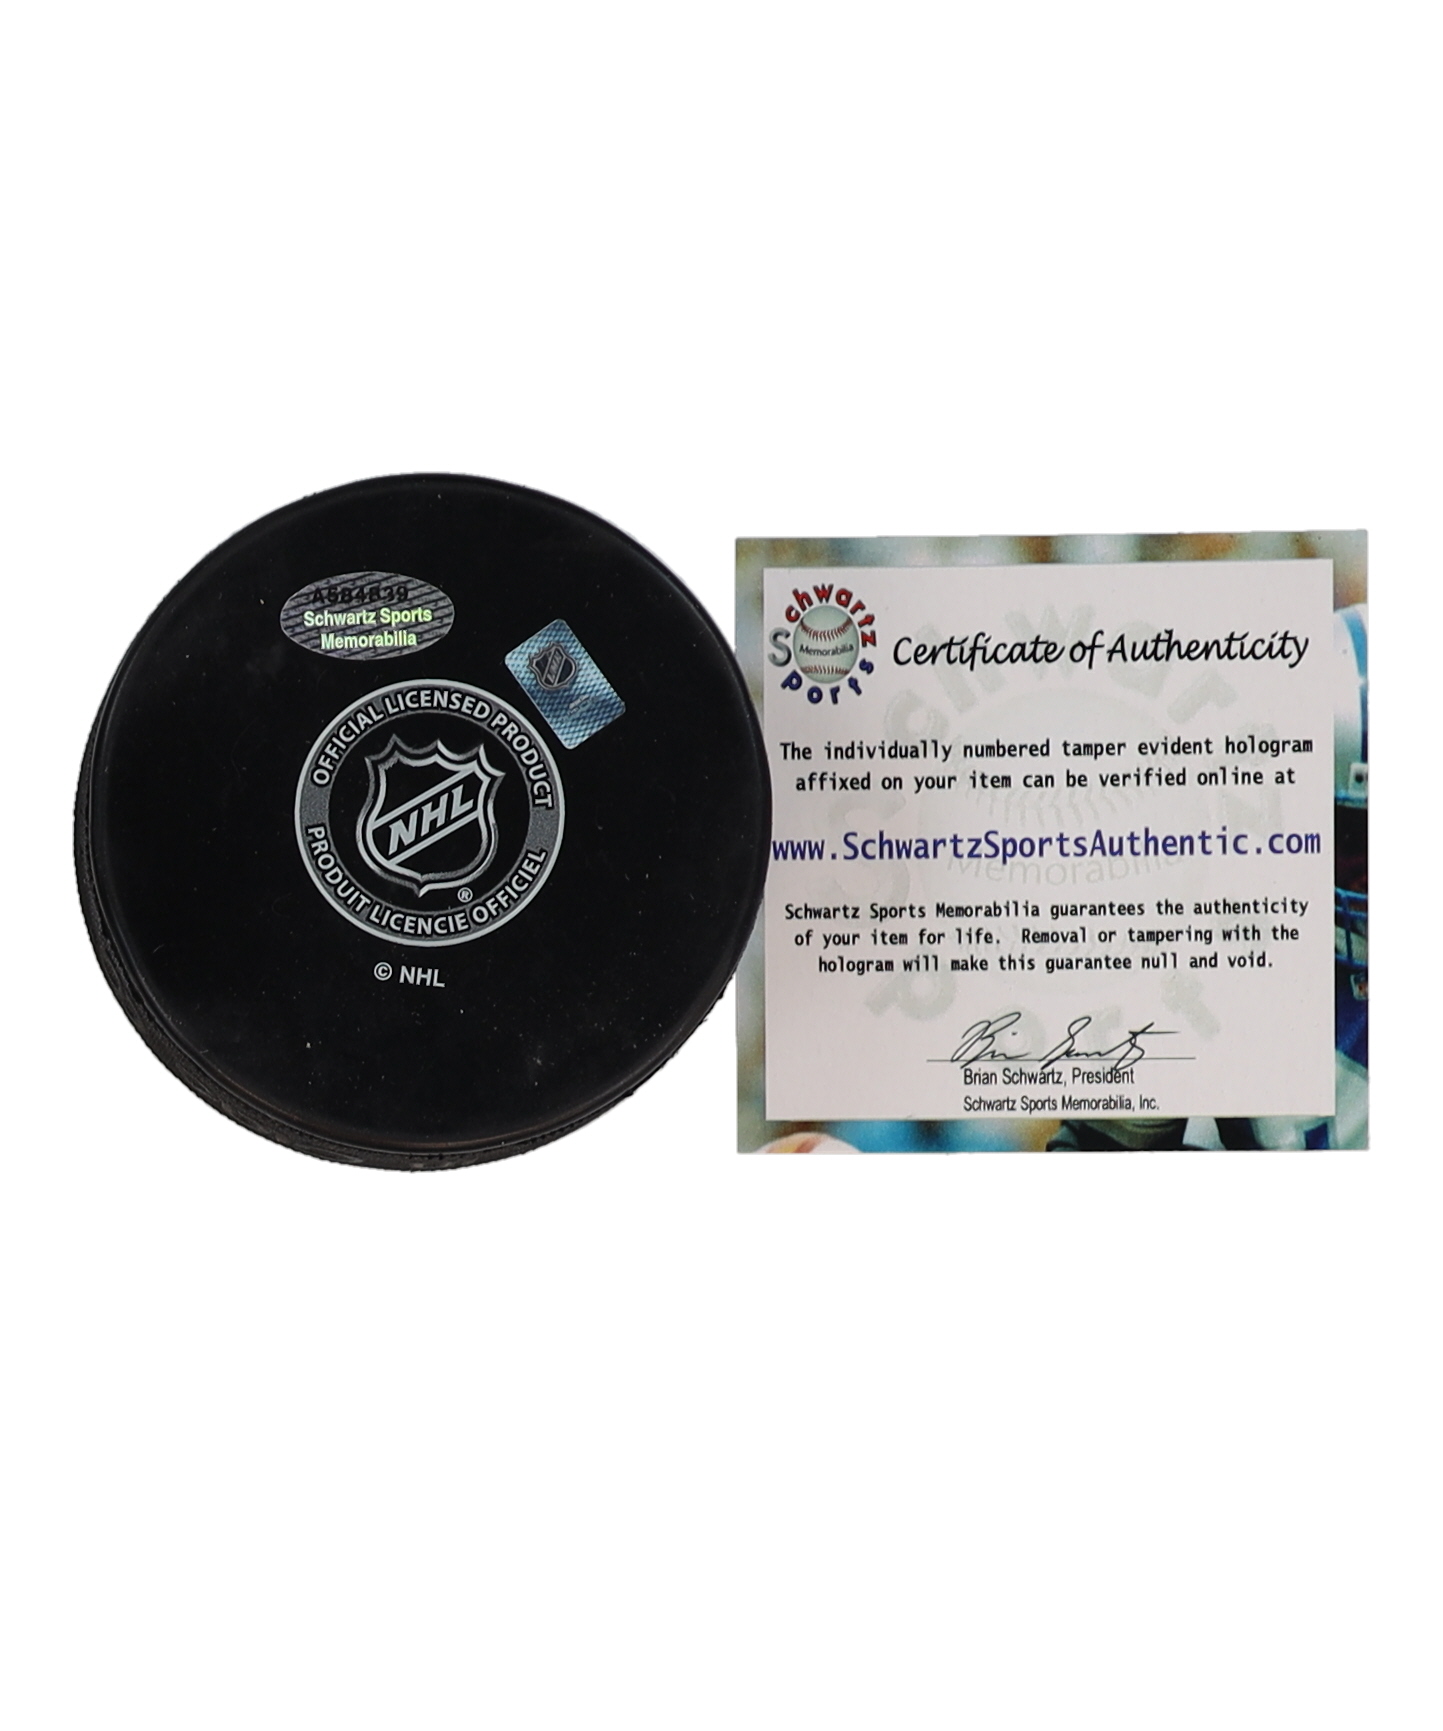 A584839
Schwartz Sports
Memorabilia
OFFICIAL LICENSED PRODUCT
NHL
®
PRODUIT LICENCIE OFFICIEL
© NHL
Schwartz
Sports
Memorabilia
Certificate of Authenticity
The individually numbered tamper evident hologram
affixed on your item can be verified online at
www.SchwartzSportsAuthentic.com
Schwartz Sports Memorabilia guarantees the authenticity
of your item for life. Removal or tampering with the
hologram will make this guarantee null and void.
Brian Schwartz, President
Schwartz Sports Memorabilia, Inc.